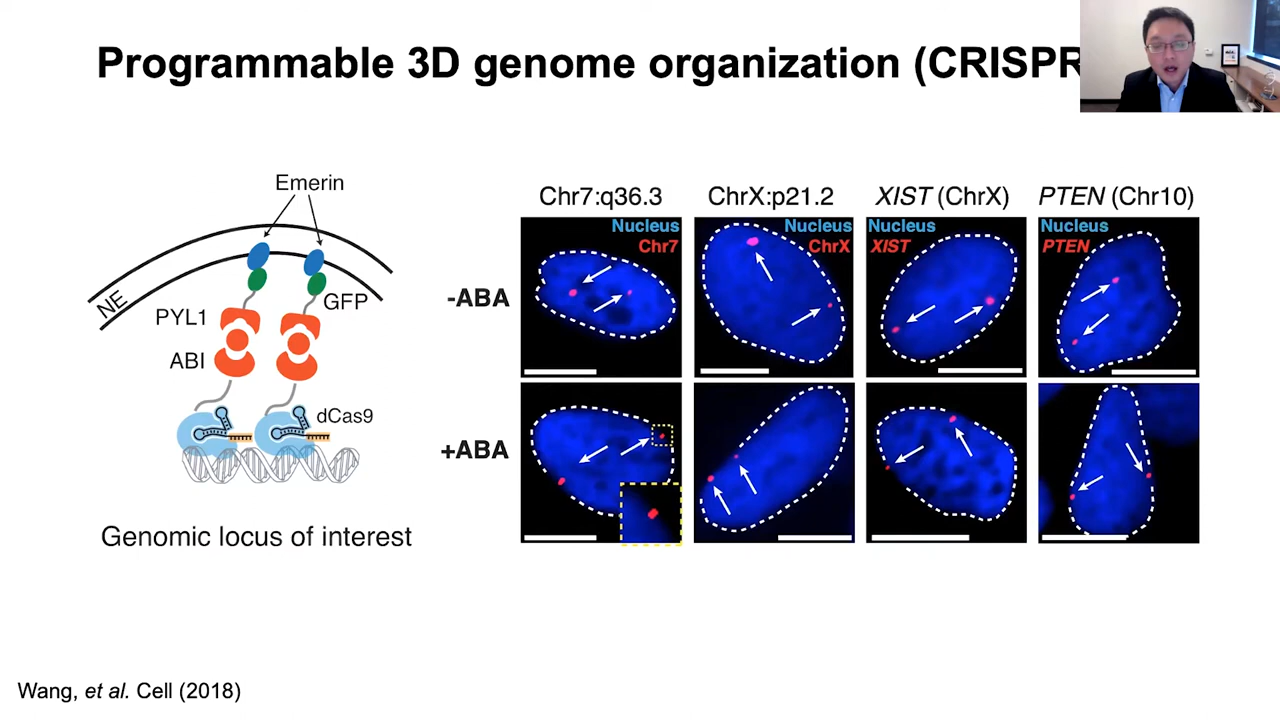 Programmable 3D genome organization (CRISPR
Emerin
NE
GFP
PYL1
ABI
dCas9
Genomic locus of interest
Chr7:q36.3
ChrX:p21.2
XIST (ChrX)
PTEN (Chr10)
-ABA
Nucleus
Chr7
Nucleus
ChrX
Nucleus
XIST
Nucleus
PTEN
+ABA
Wang, et al. Cell (2018)